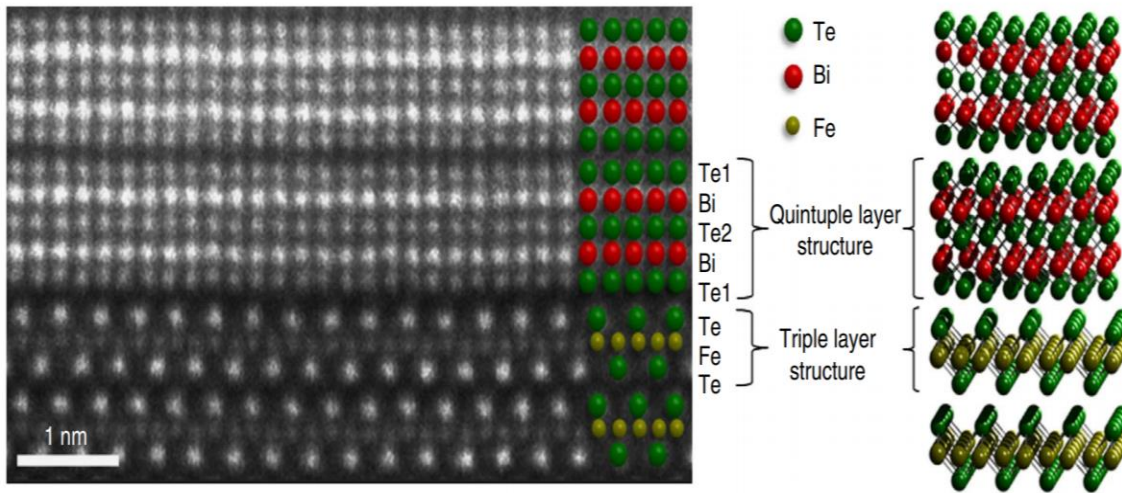 Te
Bi
Fe
Te1
Bi
Te2
Bi
Te1
Quintuple layer
structure
Te
Fe
Te
Triple layer
structure
1 nm